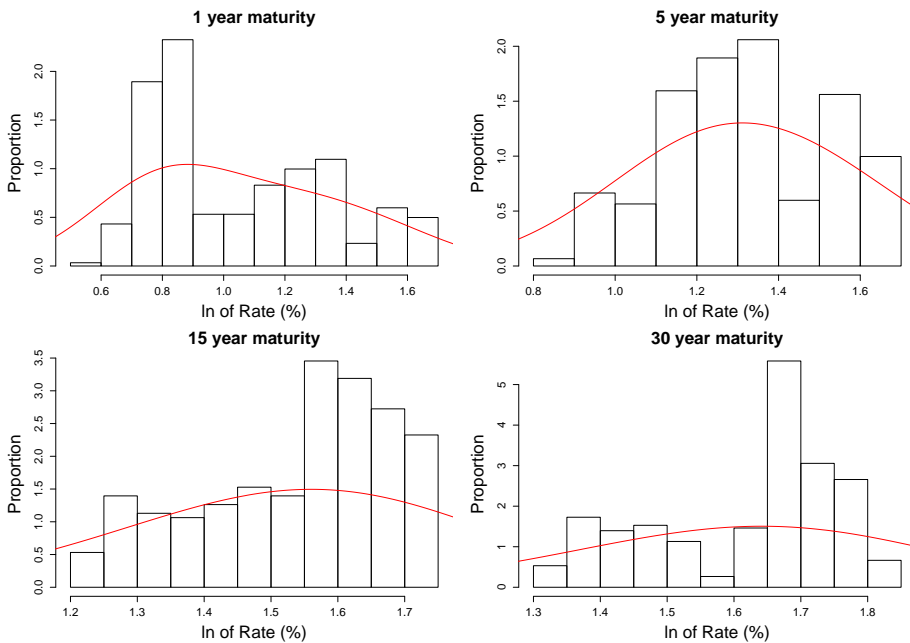 1 year maturity
Proportion
0.0 0.5 1.0 1.5 2.0
0.6 0.8 1.0 1.2 1.4 1.6
ln of Rate (%)
5 year maturity
Proportion
0.0 0.5 1.0 1.5 2.0
0.8 1.0 1.2 1.4 1.6
ln of Rate (%)
15 year maturity
Proportion
0.0 0.5 1.0 1.5 2.0 2.5 3.0 3.5
1.2 1.3 1.4 1.5 1.6 1.7
ln of Rate (%)
30 year maturity
Proportion
0 1 2 3 4 5
1.3 1.4 1.5 1.6 1.7 1.8
ln of Rate (%)